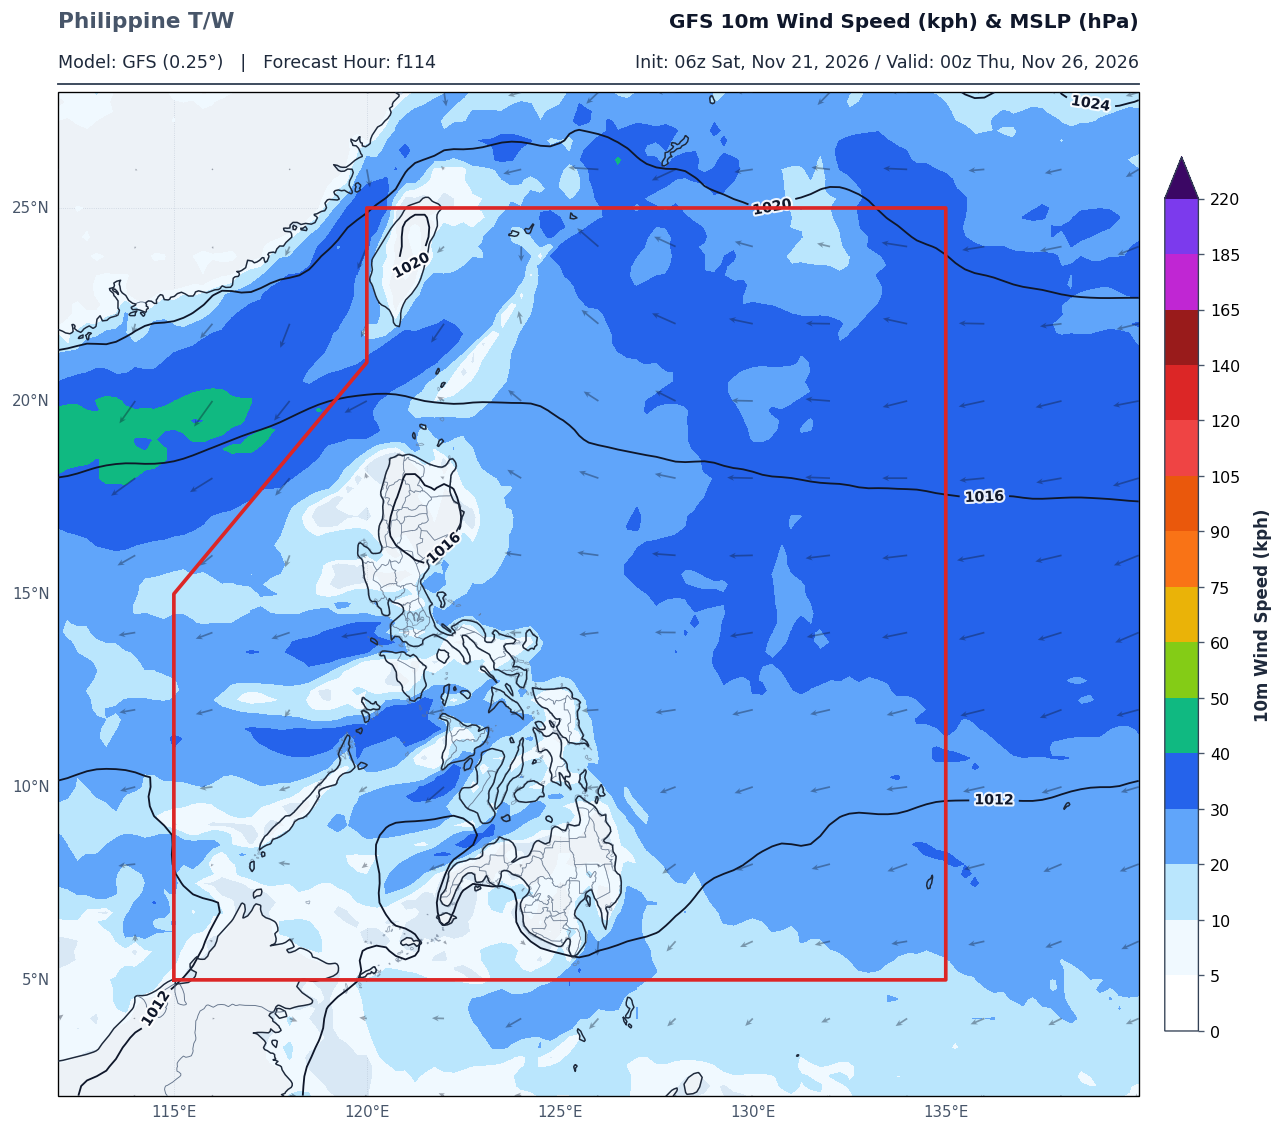 Philippine T/W
GFS 10m Wind Speed (kph) & MSLP (hPa)
Model: GFS (0.25°) | Forecast Hour: f114
Init: 06z Sat, Nov 21, 2026 / Valid: 00z Thu, Nov 26, 2026
1024
1020
1020
1016
1016
1012
1012
25°N
20°N
15°N
10°N
5°N
115°E
120°E
125°E
130°E
135°E
220
185
165
140
120
105
90
75
60
50
40
30
20
10
5
0
10m Wind Speed (kph)